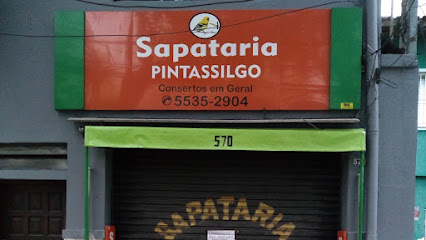 Sapataria
PINTASSILGO
Consertos em Geral
5535-2904
570
SAPATARIA